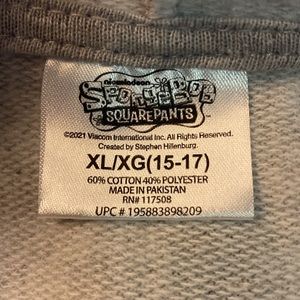 nickelodeon
SpongeBob
SQUAREPANTS
©2021 Viacom International Inc. All Rights Reserved.
Created by Stephen Hillenburg.
XL/XG(15-17)
60% COTTON 40% POLYESTER
MADE IN PAKISTAN
RN# 117508
UPC # 195883898209